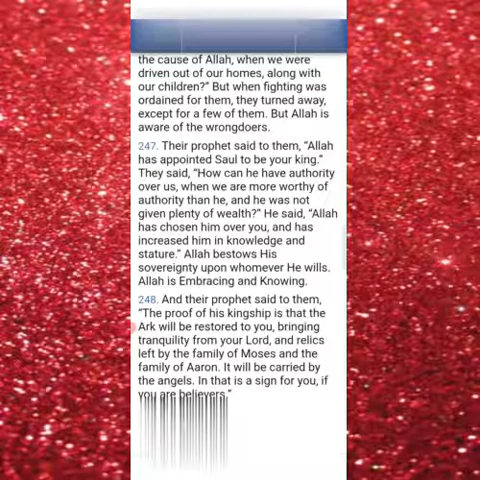 the cause of Allah, when we were
driven out of our homes, along with
our children?" But when fighting was
ordained for them, they turned away,
except for a few of them. But Allah is
aware of the wrongdoers.
247. Their prophet said to them, "Allah
has appointed Saul to be your king."
They said, "How can he have authority
over us, when we are more worthy of
authority than he, and he was not
given plenty of wealth?" He said, "Allah
has chosen him over you, and has
increased him in knowledge and
stature." Allah bestows His
sovereignty upon whomever He wills.
Allah is Embracing and Knowing.
248. And their prophet said to them,
"The proof of his kingship is that the
Ark will be restored to you, bringing
tranquility from your Lord, and relics
left by the family of Moses and the
family of Aaron. It will be carried by
the angels. In that is a sign for you, if
you are believers."